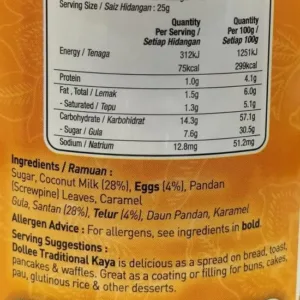 Serving Size / Saiz Hidangan : 25g
Quantity Per Serving / Setiap Hidangan
Quantity Per 100g / Setiap 100g
Energy / Tenaga 312kJ 1251kJ
75kcal 299kcal
Protein 1.0g 4.1g
Fat , Total / Lemak 1.5g 6.0g
- Saturated / Tepu 1.3g 5.1g
Carbohydrate / Karbohidrat 14.3g 57.1g
- Sugar / Gula 7.6g 30.5g
Sodium / Natrium 12.8mg 51.2mg
Ingredients / Ramuan :
Sugar, Coconut Milk (28%), Eggs (4%), Pandan
(Screwpine) Leaves, Caramel
Gula, Santan (28%), Telur (4%), Daun Pandan, Karamel
Allergen Advice : For allergens, see ingredients in bold.
Serving Suggestions :
Dollee Traditional Kaya is delicious as a spread on bread, toast,
pancakes & waffles. Great as a coating or filling for buns, cakes,
pau, glutinous rice & other desserts.